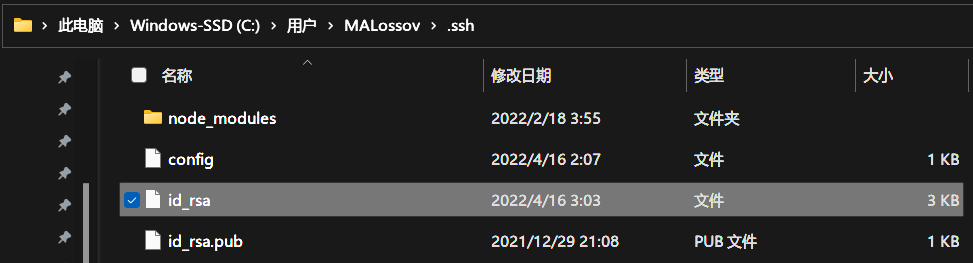 此电脑 > Windows-SSD (C:) > 用户 > MALossov > .ssh
名称 修改日期 类型 大小
node_modules 2022/2/18 3:55 文件夹
config 2022/4/16 2:07 文件 1 KB
id_rsa 2022/4/16 3:03 文件 3 KB
id_rsa.pub 2021/12/29 21:08 PUB 文件 1 KB